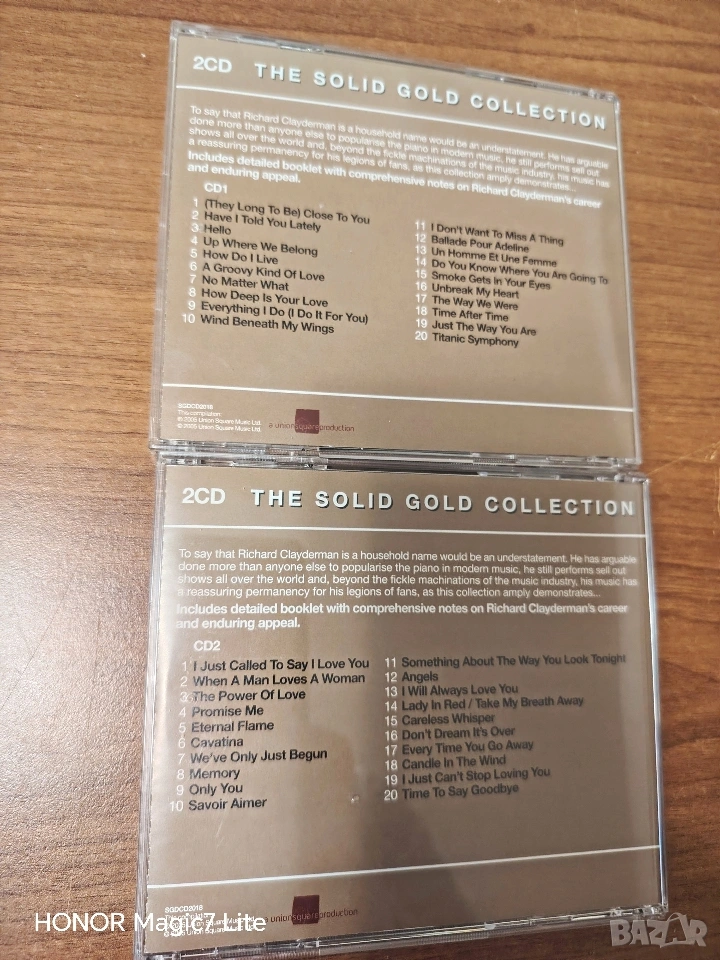 2CD THE SOLID GOLD COLLECTION
To say that Richard Clayderman is a household name would be an understatement. He has arguable
done more than anyone else to popularise the piano in modern music, he still performs sell out
shows all over the world and, beyond the fickle machinations of the music industry, his music has
a reassuring permanency for his legions of fans, as this collection amply demonstrates...
Includes detailed booklet with comprehensive notes on Richard Clayderman's career
and enduring appeal.
CD1
1 (They Long To Be) Close To You
2 Have I Told You Lately
3 Hello
4 Up Where We Belong
5 How Do I Live
6 A Groovy Kind Of Love
7 No Matter What
8 How Deep Is Your Love
9 Everything I Do (I Do It For You)
10 Wind Beneath My Wings
11 I Don't Want To Miss A Thing
12 Ballade Pour Adeline
13 Un Homme Et Une Femme
14 Do You Know Where You Are Going To
15 Smoke Gets In Your Eyes
16 Unbreak My Heart
17 The Way We Were
18 Time After Time
19 Just The Way You Are
20 Titanic Symphony
SGDCD2018
This compilation:
℗ 2005 Union Square Music Ltd.
© 2005 Union Square Music Ltd.
a unionsquareproduction
2CD THE SOLID GOLD COLLECTION
To say that Richard Clayderman is a household name would be an understatement. He has arguable
done more than anyone else to popularise the piano in modern music, he still performs sell out
shows all over the world and, beyond the fickle machinations of the music industry, his music has
a reassuring permanency for his legions of fans, as this collection amply demonstrates...
Includes detailed booklet with comprehensive notes on Richard Clayderman's career
and enduring appeal.
CD2
1 I Just Called To Say I Love You
2 When A Man Loves A Woman
3 The Power Of Love
4 Promise Me
5 Eternal Flame
6 Cavatina
7 We've Only Just Begun
8 Memory
9 Only You
10 Savoir Aimer
11 Something About The Way You Look Tonight
12 Angels
13 I Will Always Love You
14 Lady In Red / Take My Breath Away
15 Careless Whisper
16 Don't Dream It's Over
17 Every Time You Go Away
18 Candle In The Wind
19 I Just Can't Stop Loving You
20 Time To Say Goodbye
SGDCD2018
a unionsquareproduction
HONOR Magic7 Lite
BAZAR